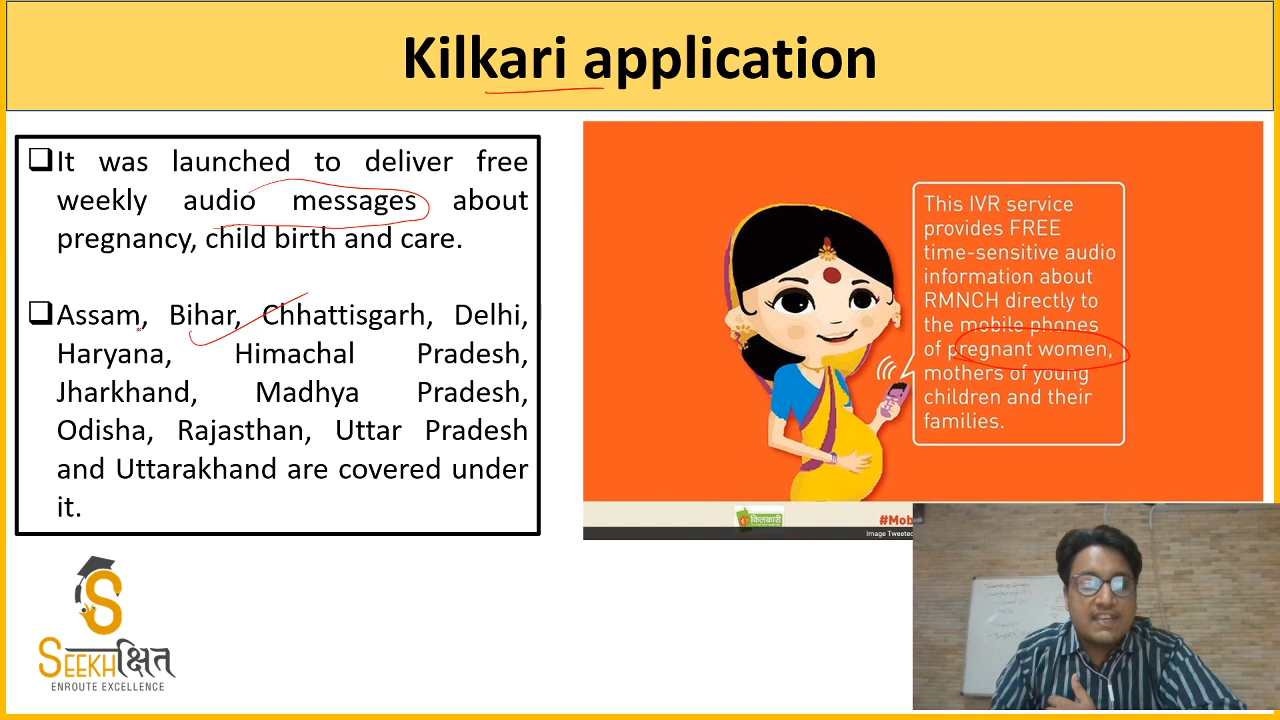 Kilkari application
It was launched to deliver free
weekly audio messages about
pregnancy, child birth and care.
Assam, Bihar, Chhattisgarh, Delhi,
Haryana, Himachal Pradesh,
Jharkhand, Madhya Pradesh,
Odisha, Rajasthan, Uttar Pradesh
and Uttarakhand are covered under
it.
This IVR service
provides FREE
time-sensitive audio
information about
RMNCH directly to
the mobile phones
of pregnant women,
mothers of young
children and their
families.
किलकारी
#Mob
Image Tweeted
SEEKHक्षित
ENROUTE EXCELLENCE